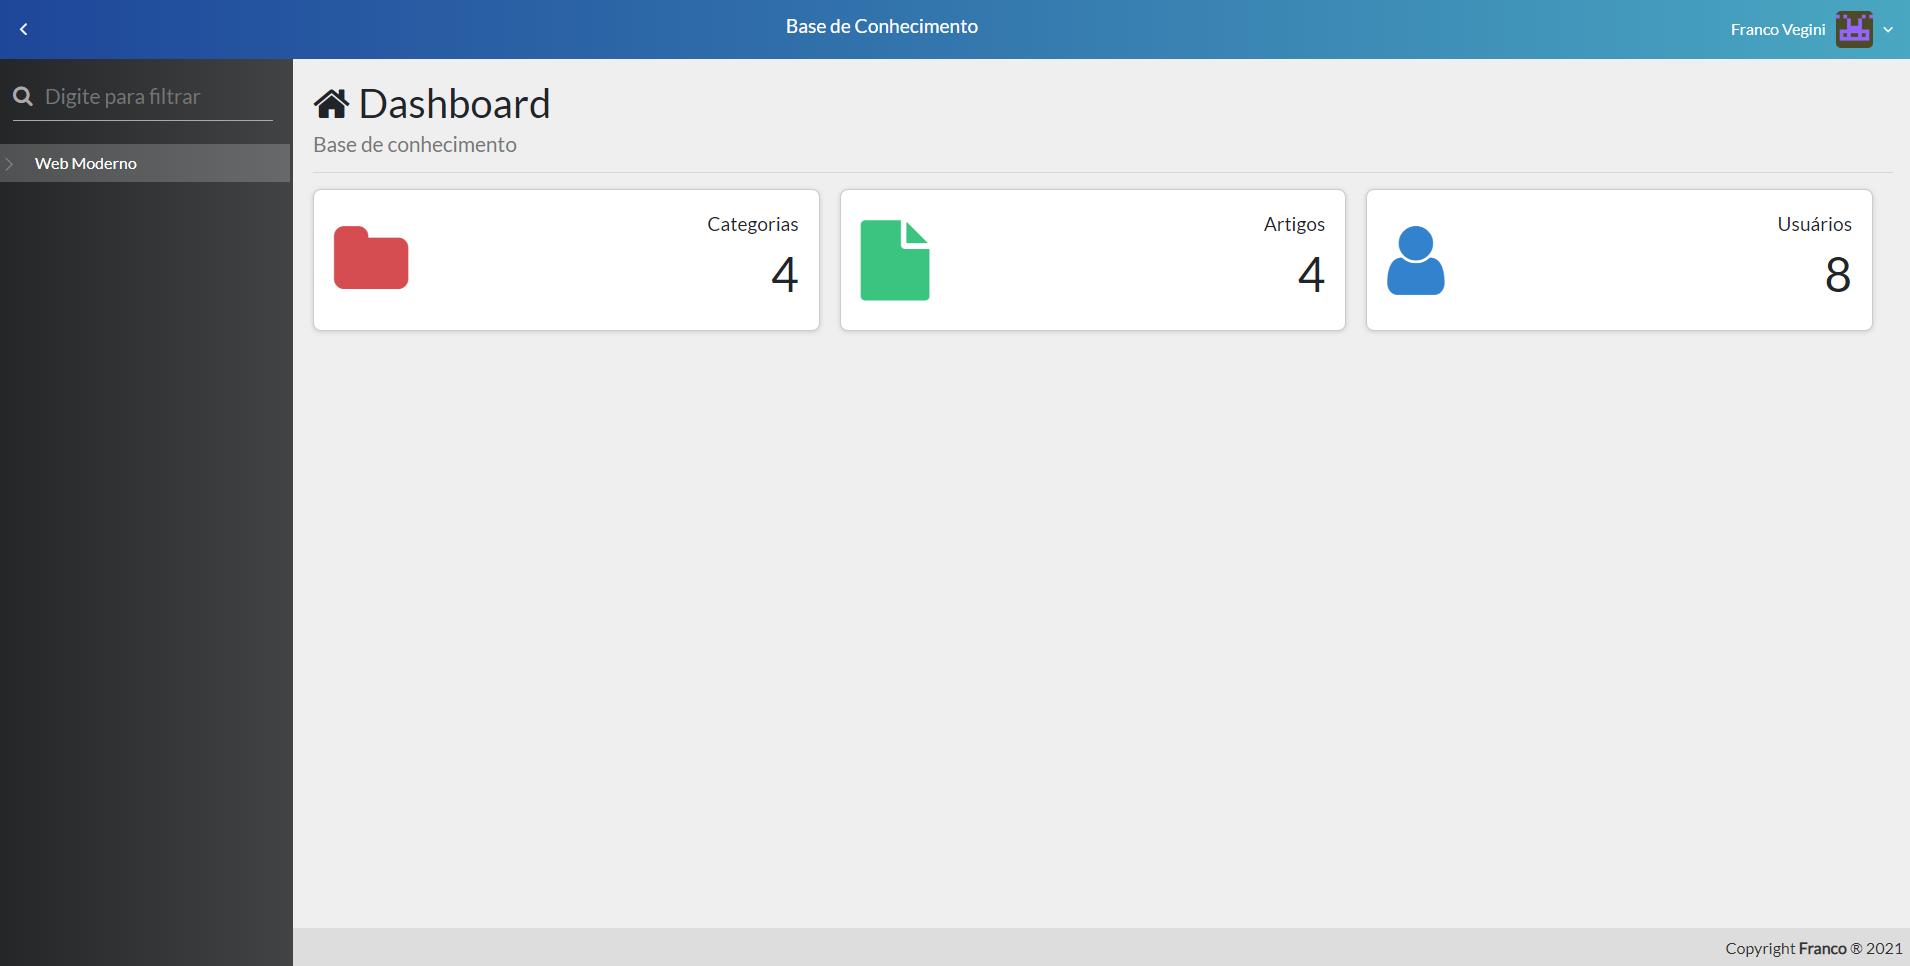 Base de Conhecimento
Franco Vegini
Digite para filtrar
Web Moderno
Dashboard
Base de conhecimento
Categorias
4
Artigos
4
Usuários
8
Copyright Franco ® 2021